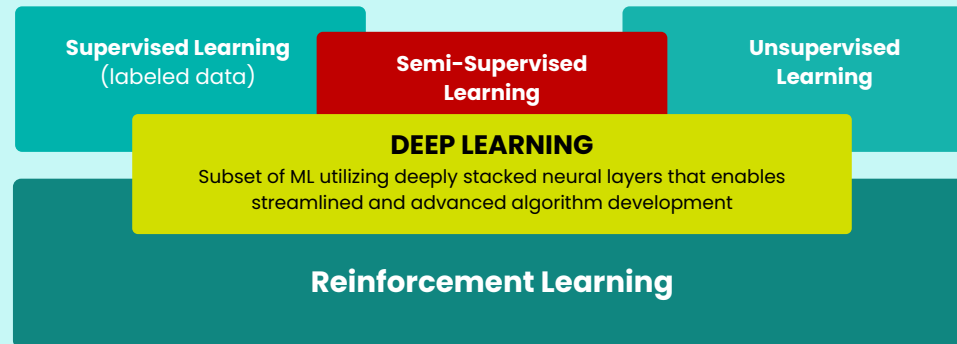 Supervised Learning
(labeled data)
Semi-Supervised
Learning
Unsupervised
Learning
DEEP LEARNING
Subset of ML utilizing deeply stacked neural layers that enables
streamlined and advanced algorithm development
Reinforcement Learning